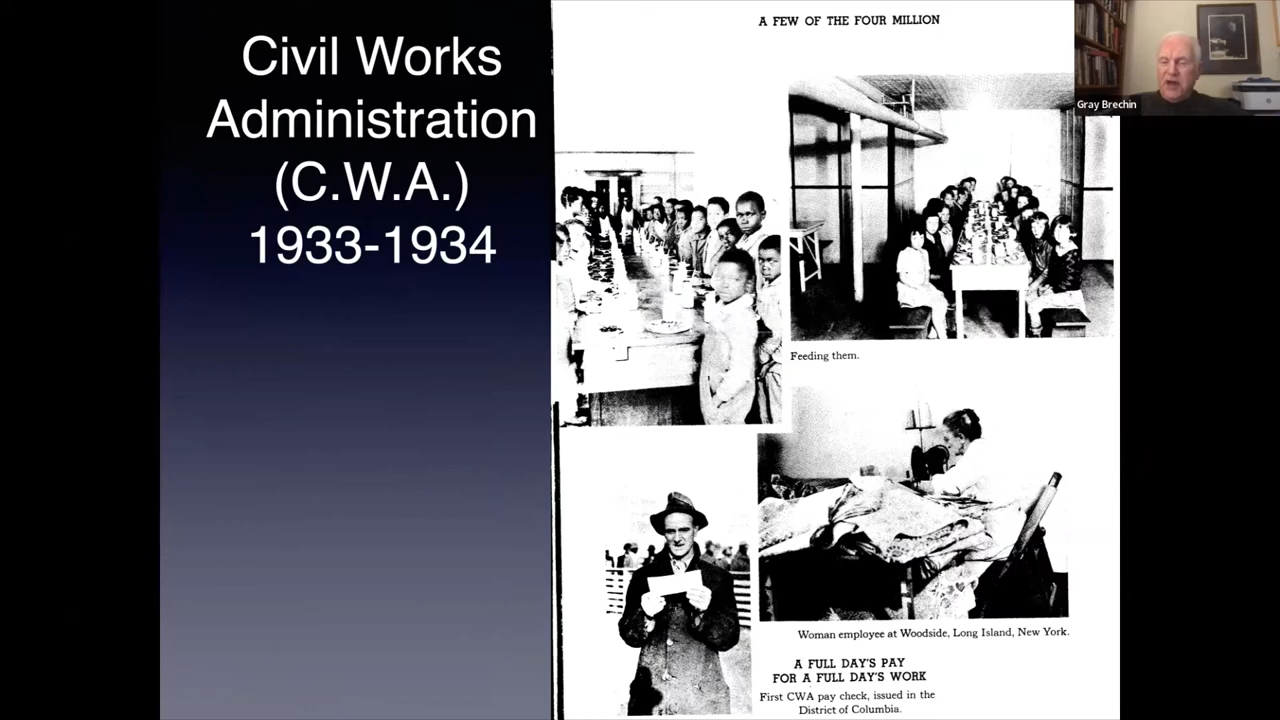 Civil Works
Administration
(C.W.A.)
1933-1934
A FEW OF THE FOUR MILLION
Gray Brechin
Feeding them.
Woman employee at Woodside, Long Island, New York.
A FULL DAY'S PAY
FOR A FULL DAY'S WORK
First CWA pay check, issued in the
District of Columbia.